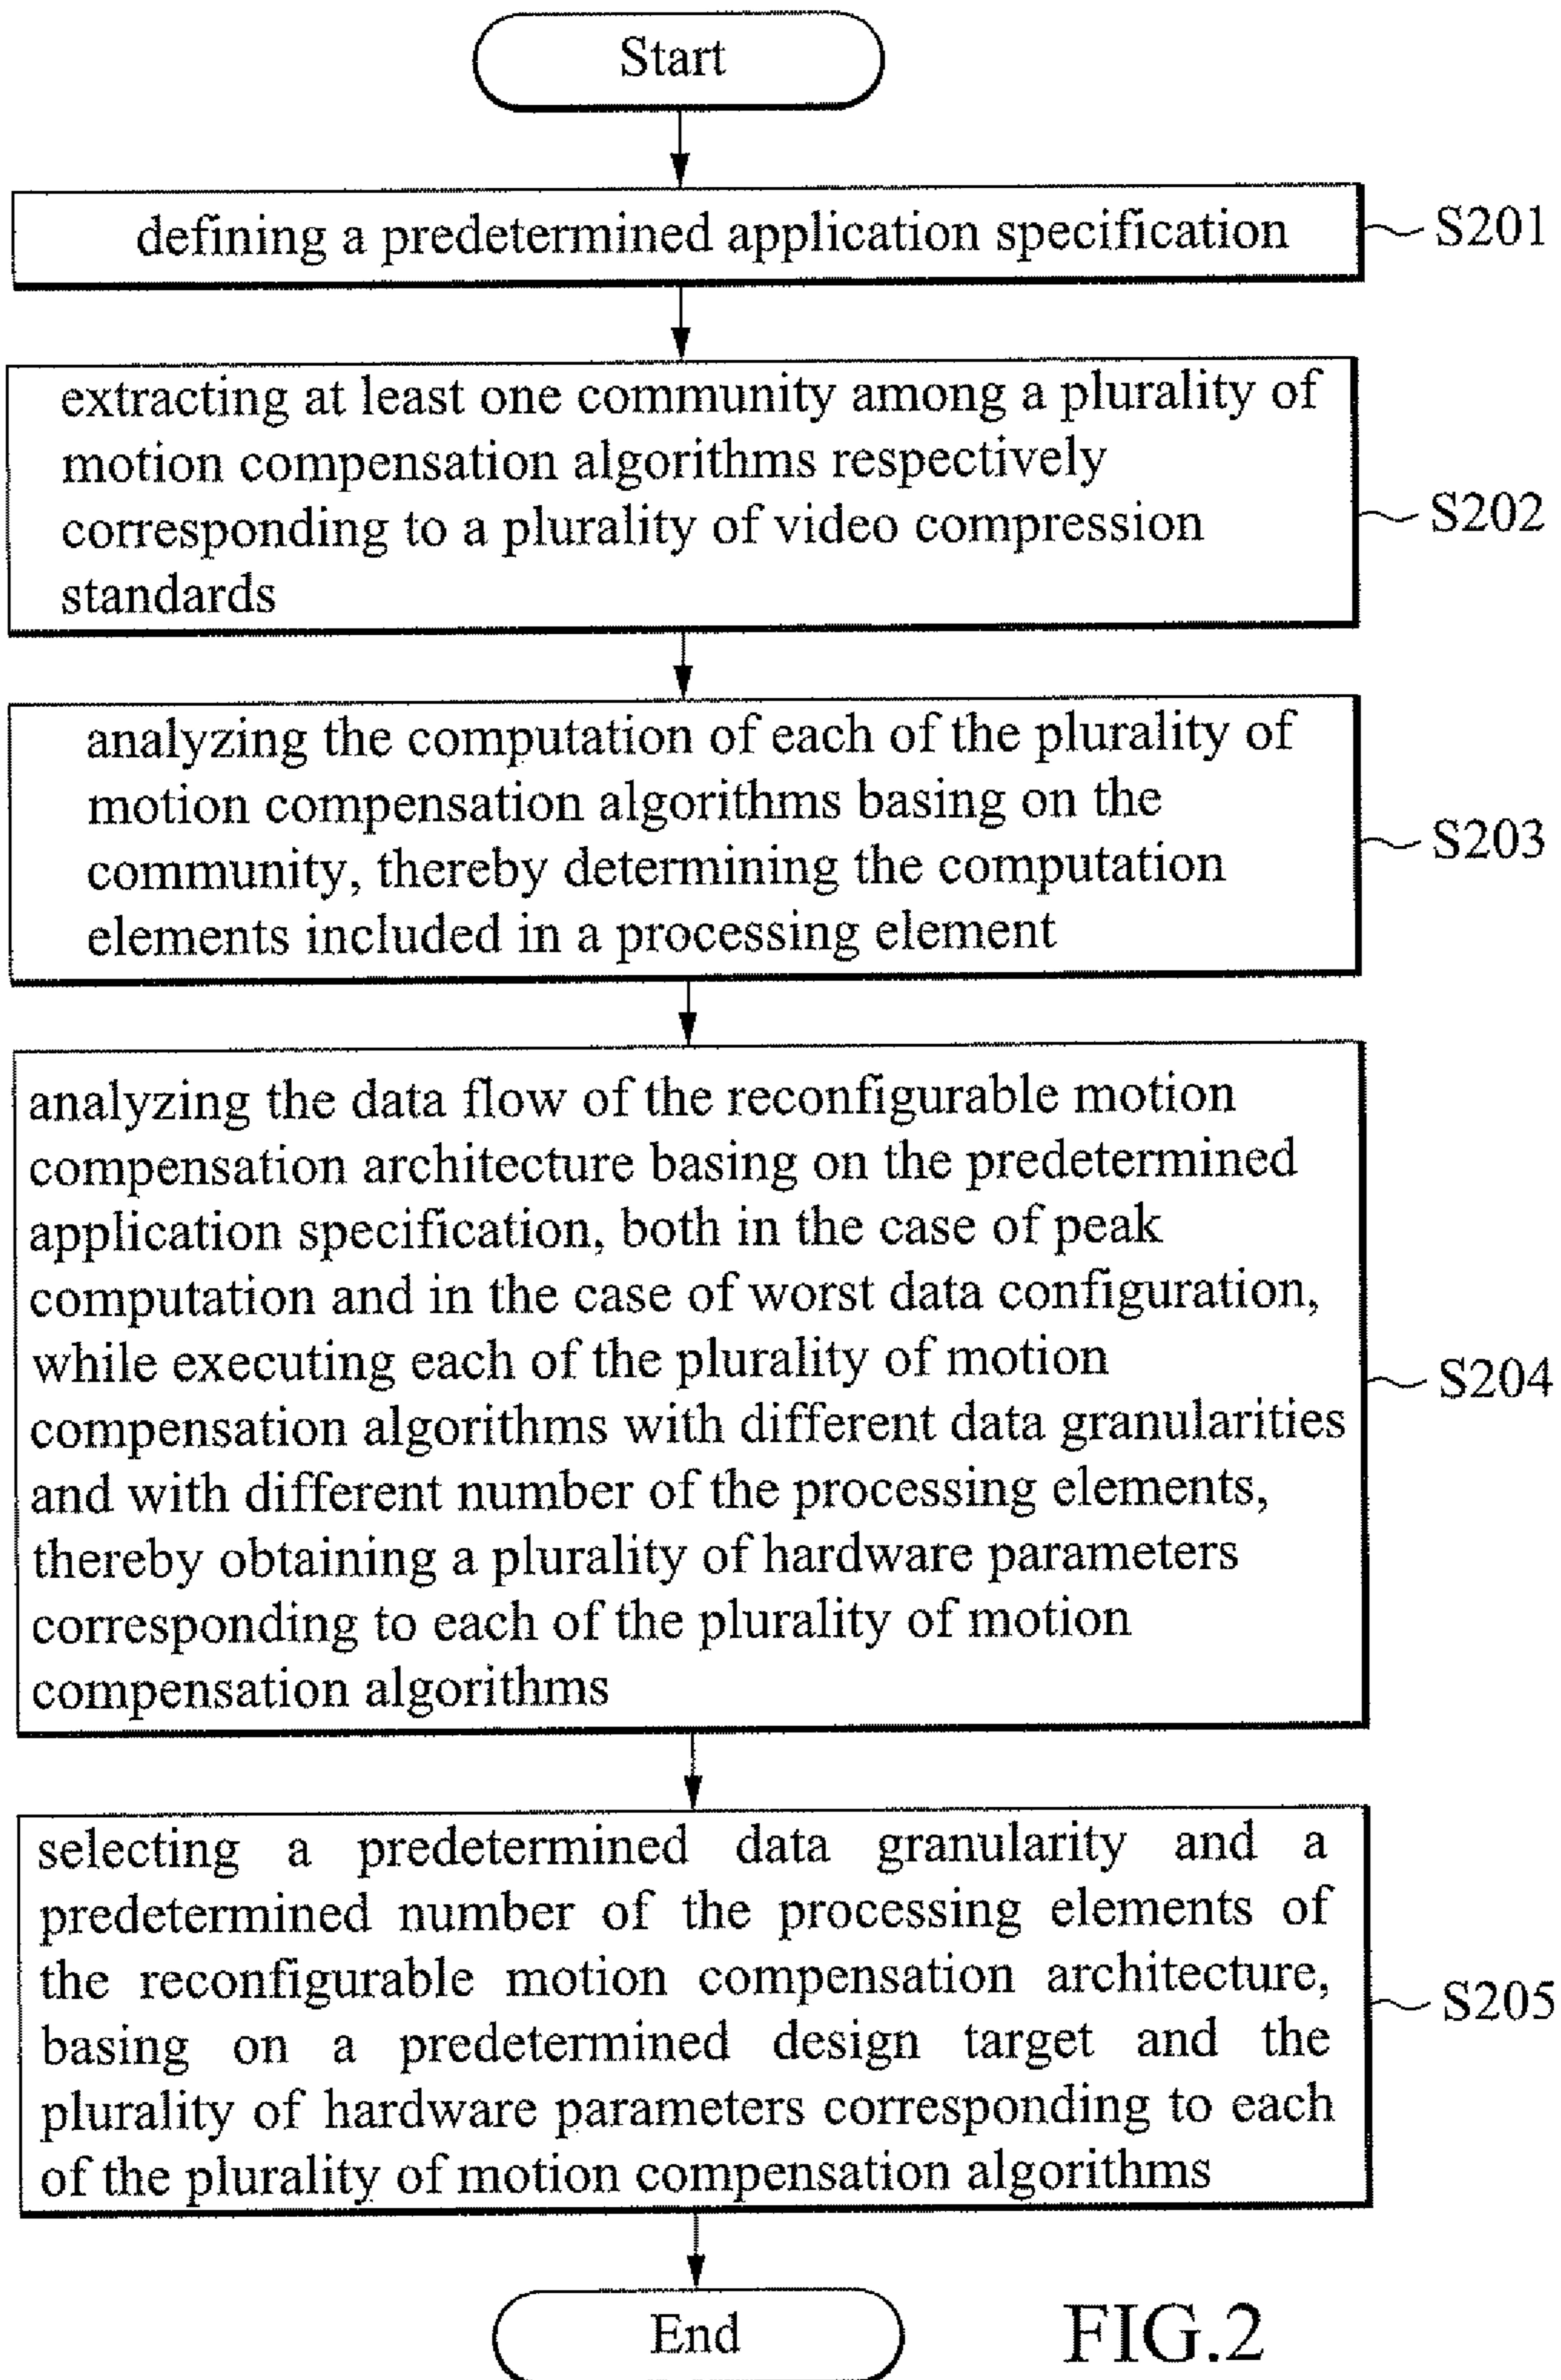 Start
defining a predetermined application specification
S201
extracting at least one community among a plurality of
motion compensation algorithms respectively
corresponding to a plurality of video compression
standards
S202
analyzing the computation of each of the plurality of
motion compensation algorithms basing on the
community, thereby determining the computation
elements included in a processing element
S203
analyzing the data flow of the reconfigurable motion
compensation architecture basing on the predetermined
application specification, both in the case of peak
computation and in the case of worst data configuration,
while executing each of the plurality of motion
compensation algorithms with different data granularities
and with different number of the processing elements,
thereby obtaining a plurality of hardware parameters
corresponding to each of the plurality of motion
compensation algorithms
S204
selecting a predetermined data granularity and a
predetermined number of the processing elements of
the reconfigurable motion compensation architecture,
basing on a predetermined design target and the
plurality of hardware parameters corresponding to each
of the plurality of motion compensation algorithms
S205
End
FIG.2